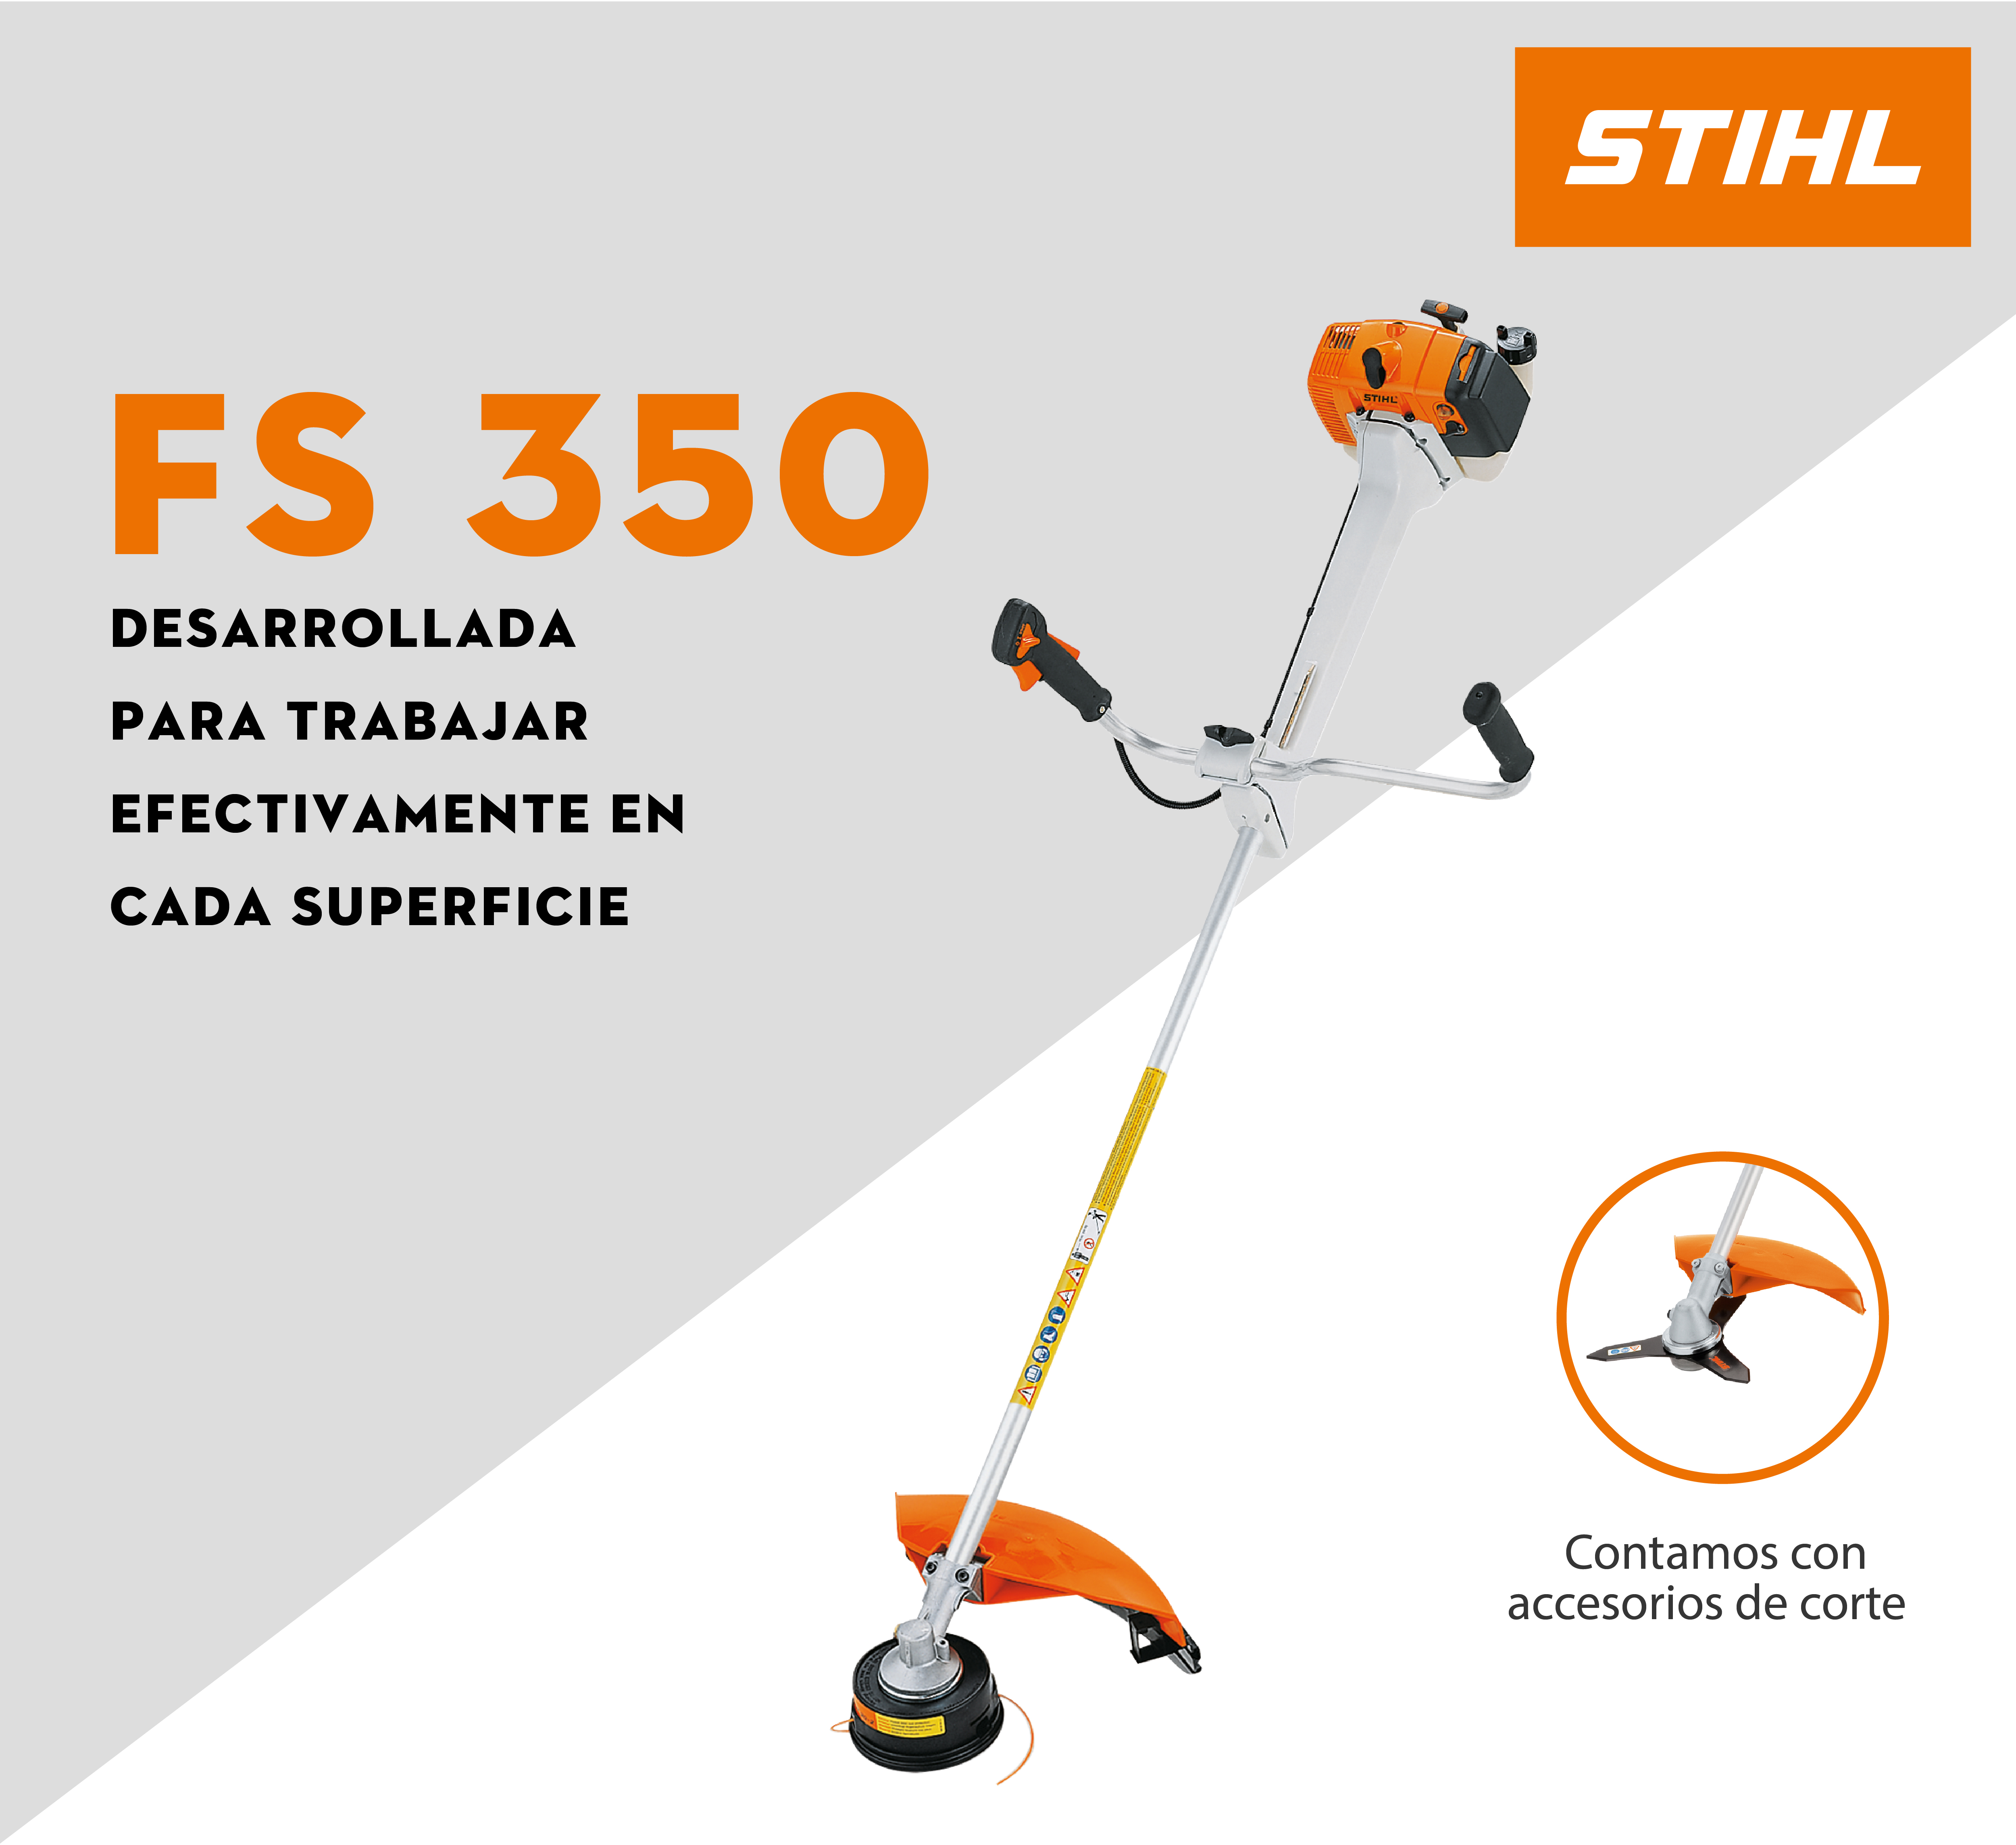 STIHL
FS 350
DESARROLLADA
PARA TRABAJAR
EFECTIVAMENTE EN
CADA SUPERFICIE
STIHL
Contamos con
accesorios de corte